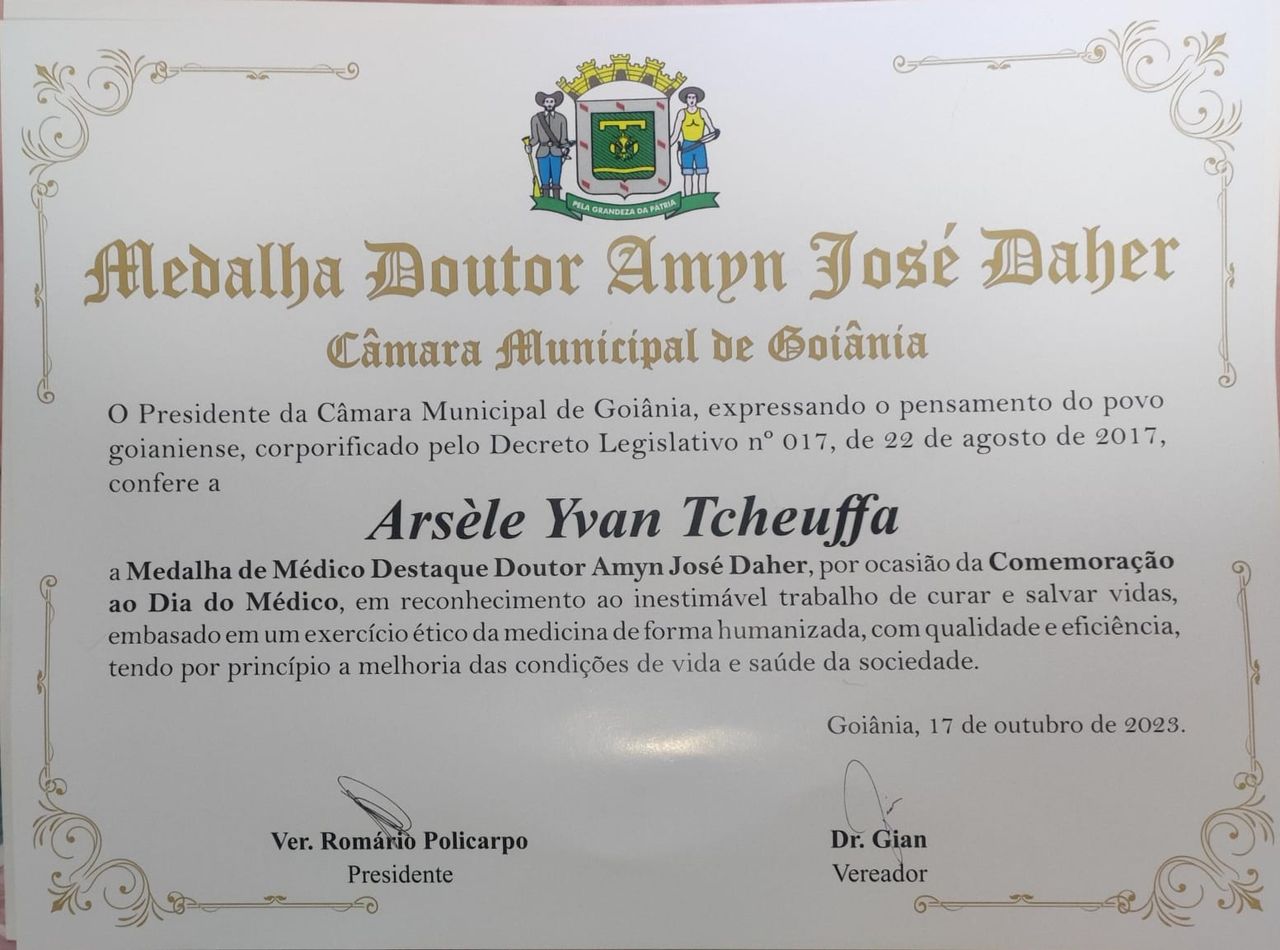 PELA GRANDEZA DA PÁTRIA
Medalha Doutor Amyn José Daher
Câmara Municipal de Goiânia
O Presidente da Câmara Municipal de Goiânia, expressando o pensamento do povo
goianiense, corporificado pelo Decreto Legislativo nº 017, de 22 de agosto de 2017,
confere a
Arsèle Yvan Tcheuffa
a Medalha de Médico Destaque Doutor Amyn José Daher, por ocasião da Comemoração
ao Dia do Médico, em reconhecimento ao inestimável trabalho de curar e salvar vidas,
embasado em um exercício ético da medicina de forma humanizada, com qualidade e eficiência,
tendo por princípio a melhoria das condições de vida e saúde da sociedade.
Goiânia, 17 de outubro de 2023.
Ver. Romário Policarpo
Presidente
Dr. Gian
Vereador